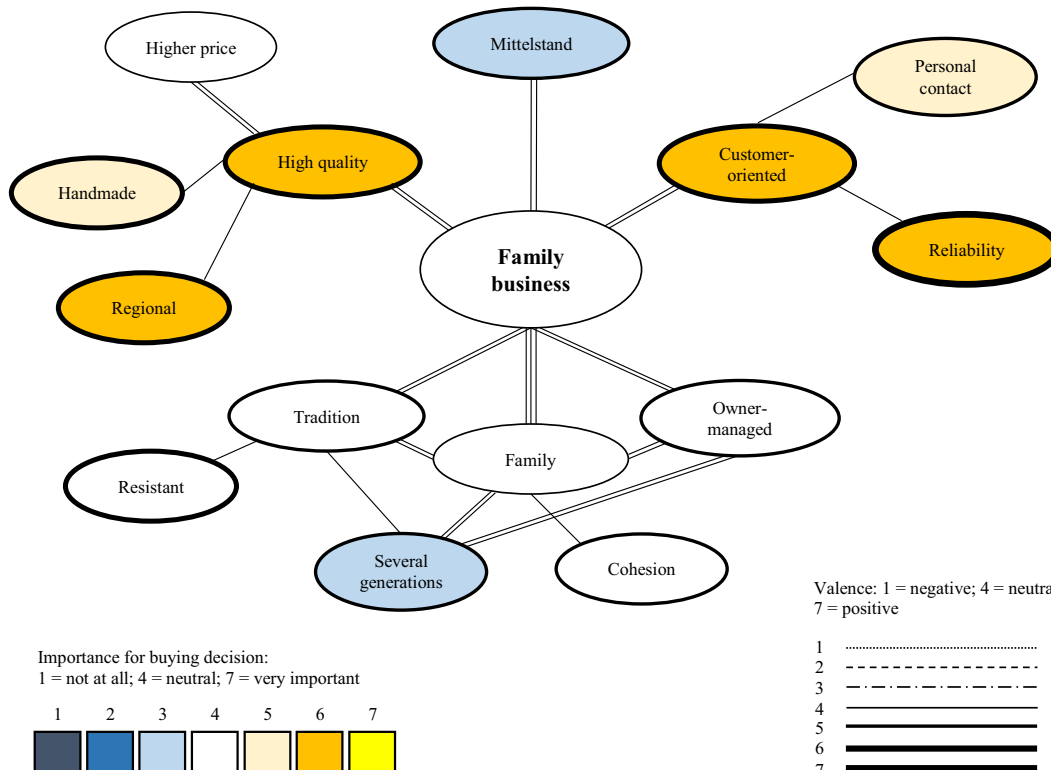 Higher price
Mittelstand
Personal
contact
High quality
Customer-
oriented
Handmade
Family
business
Reliability
Regional
Tradition
Owner-
managed
Family
Resistant
Several
generations
Cohesion
Valence: 1 = negative; 4 = neutra
7 = positive
1
2
3
4
5
6
7
Importance for buying decision:
1 = not at all; 4 = neutral; 7 = very important
1 2 3 4 5 6 7